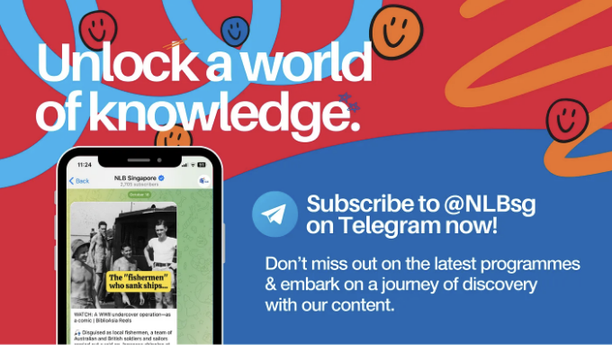 Unlock a world
of knowledge.
11:24
Back
NLB Singapore
subscribers
The "fishermen"
who sank ships...
WATCH: A WWII undercover operation—as
a comic | BiblioAsia Reels
Disguised as local fishermen, a team of
Australian and British soldiers and sailors
Subscribe to @NLBsg
on Telegram now!
Don't miss out on the latest programmes
& embark on a journey of discovery
with our content.